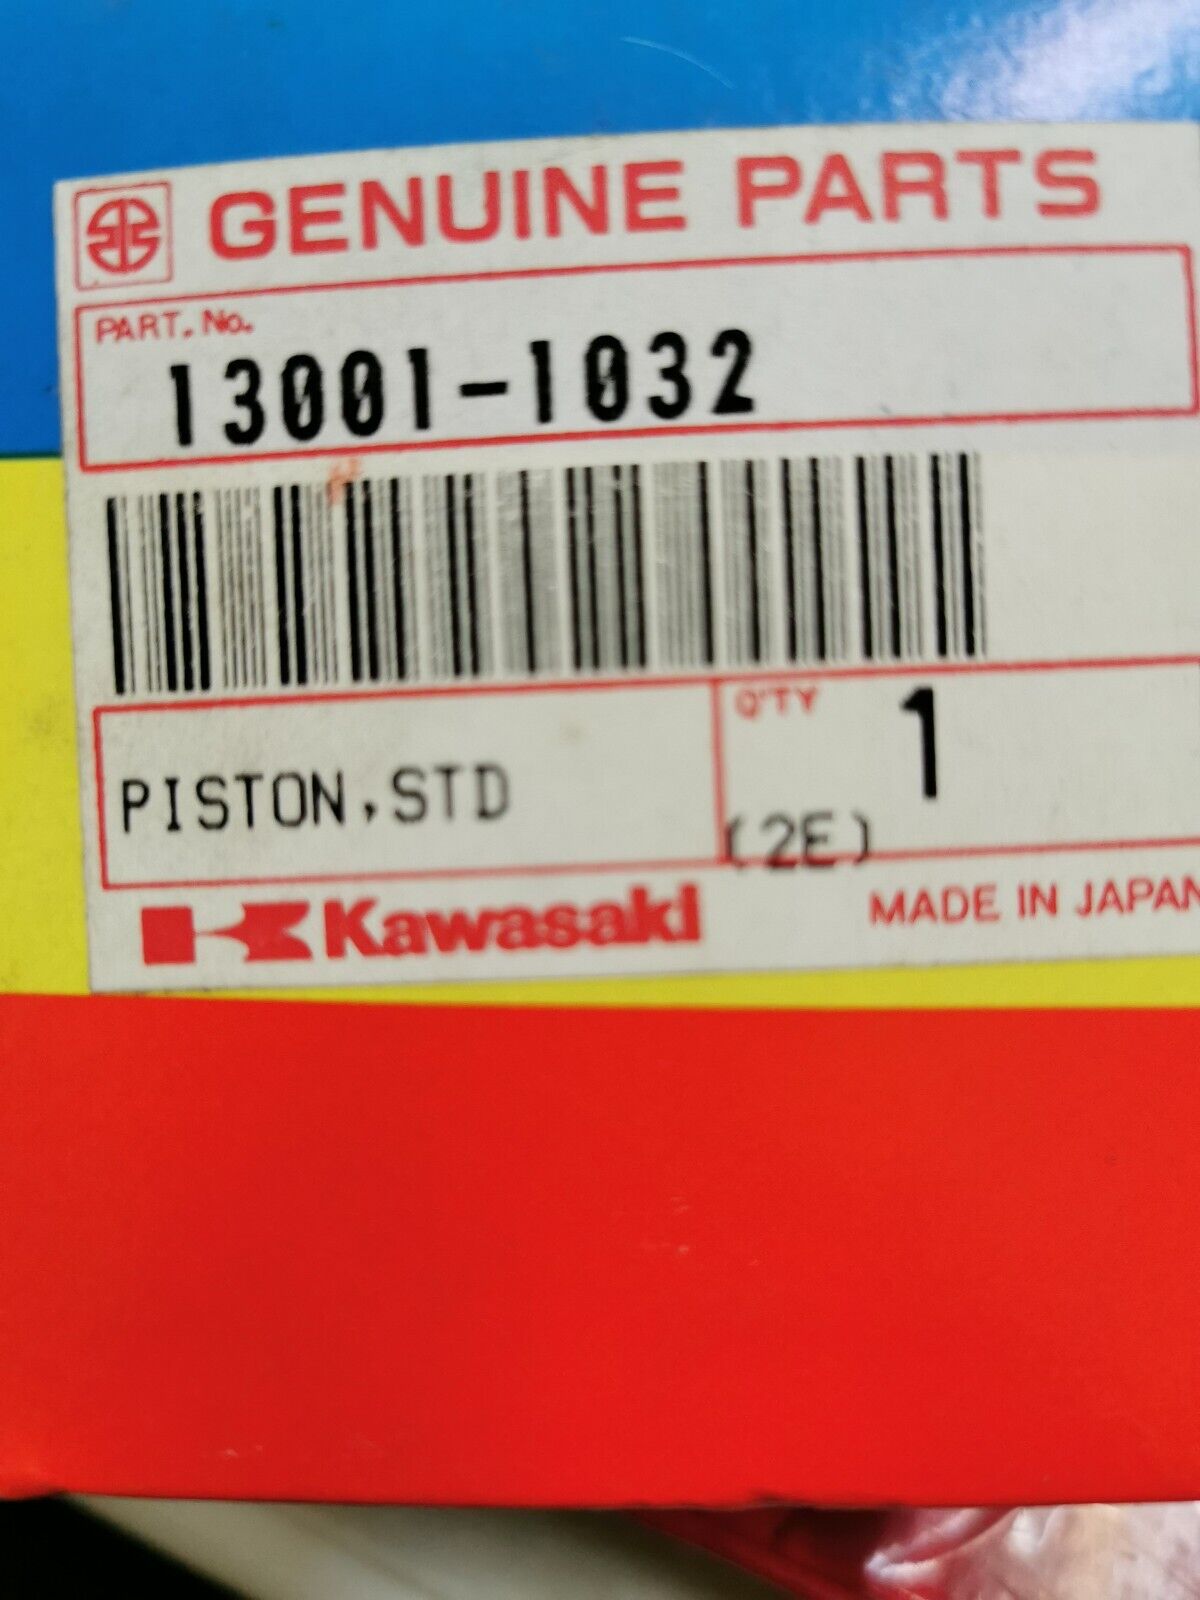 GENUINE PARTS
PART. No.
13001-1032
PISTON,STD
Q'TY 1
(2E)
Kawasaki
MADE IN JAPAN